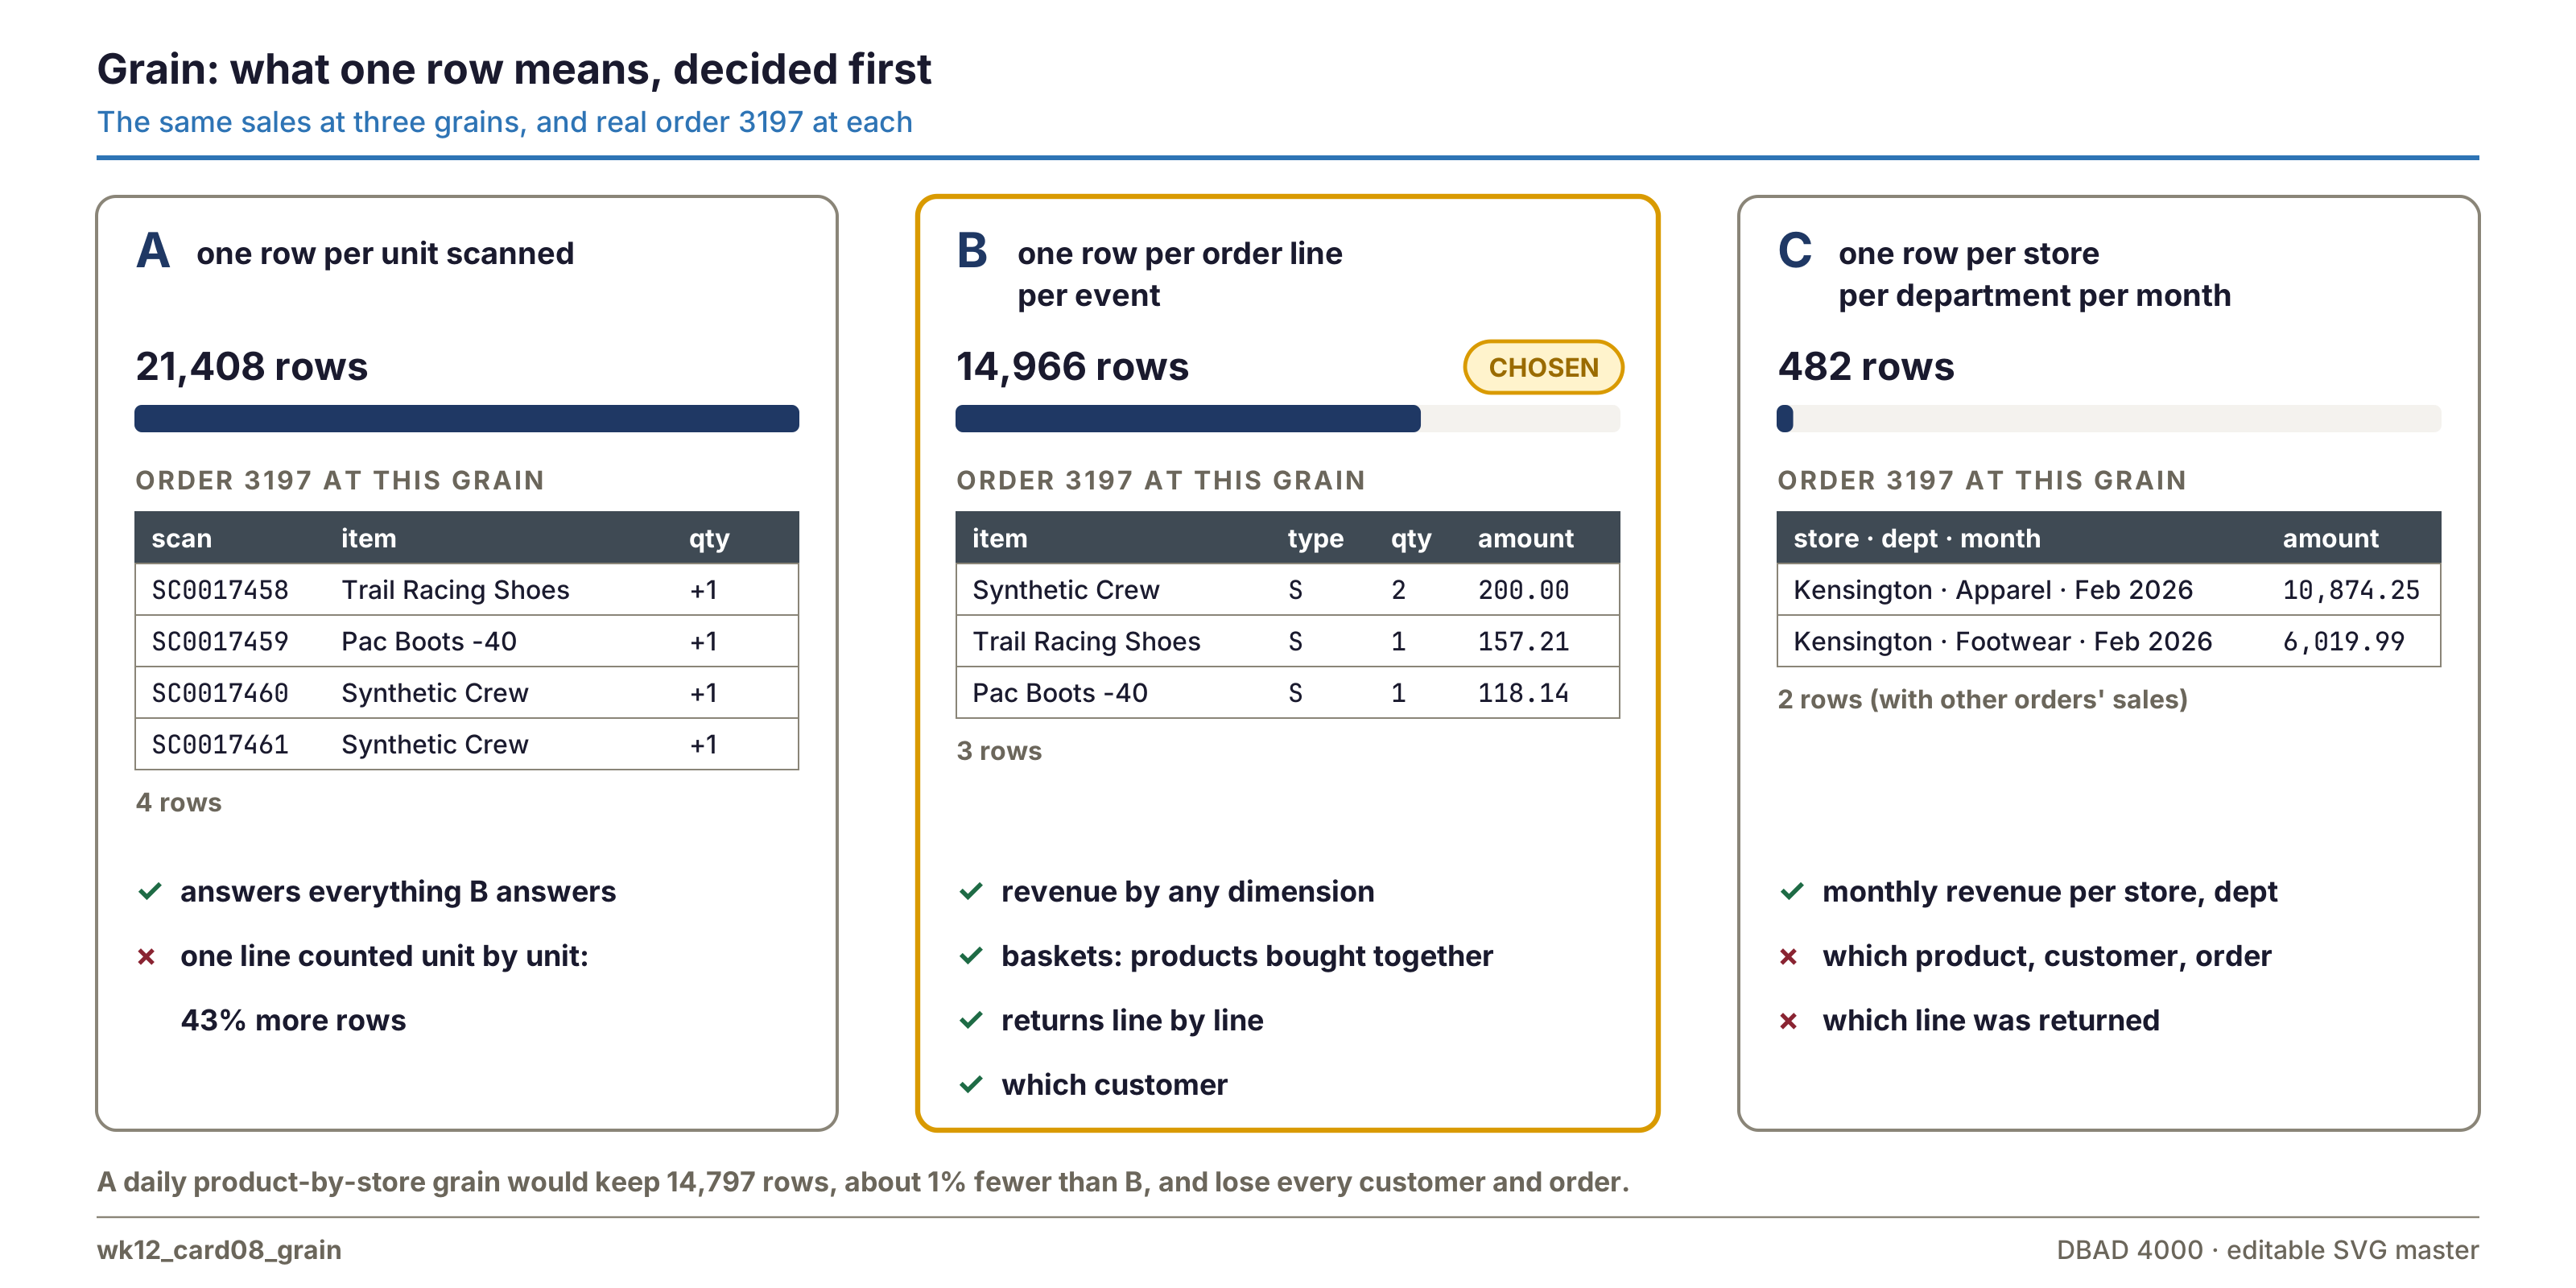 Grain: what one row means, decided first
The same sales at three grains, and real order 3197 at each
A one row per unit scanned
21,408 rows
ORDER 3197 AT THIS GRAIN
scan item qty
SC0017458 Trail Racing Shoes +1
SC0017459 Pac Boots -40 +1
SC0017460 Synthetic Crew +1
SC0017461 Synthetic Crew +1
4 rows
✓ answers everything B answers
× one line counted unit by unit:
43% more rows
B one row per order line
per event
14,966 rows CHOSEN
ORDER 3197 AT THIS GRAIN
item type qty amount
Synthetic Crew S 2 200.00
Trail Racing Shoes S 1 157.21
Pac Boots -40 S 1 118.14
3 rows
✓ revenue by any dimension
✓ baskets: products bought together
✓ returns line by line
✓ which customer
C one row per store
per department per month
482 rows
ORDER 3197 AT THIS GRAIN
store · dept · month amount
Kensington · Apparel · Feb 2026 10,874.25
Kensington · Footwear · Feb 2026 6,019.99
2 rows (with other orders' sales)
✓ monthly revenue per store, dept
× which product, customer, order
× which line was returned
A daily product-by-store grain would keep 14,797 rows, about 1% fewer than B, and lose every customer and order.
wk12_card08_grain
DBAD 4000 · editable SVG master